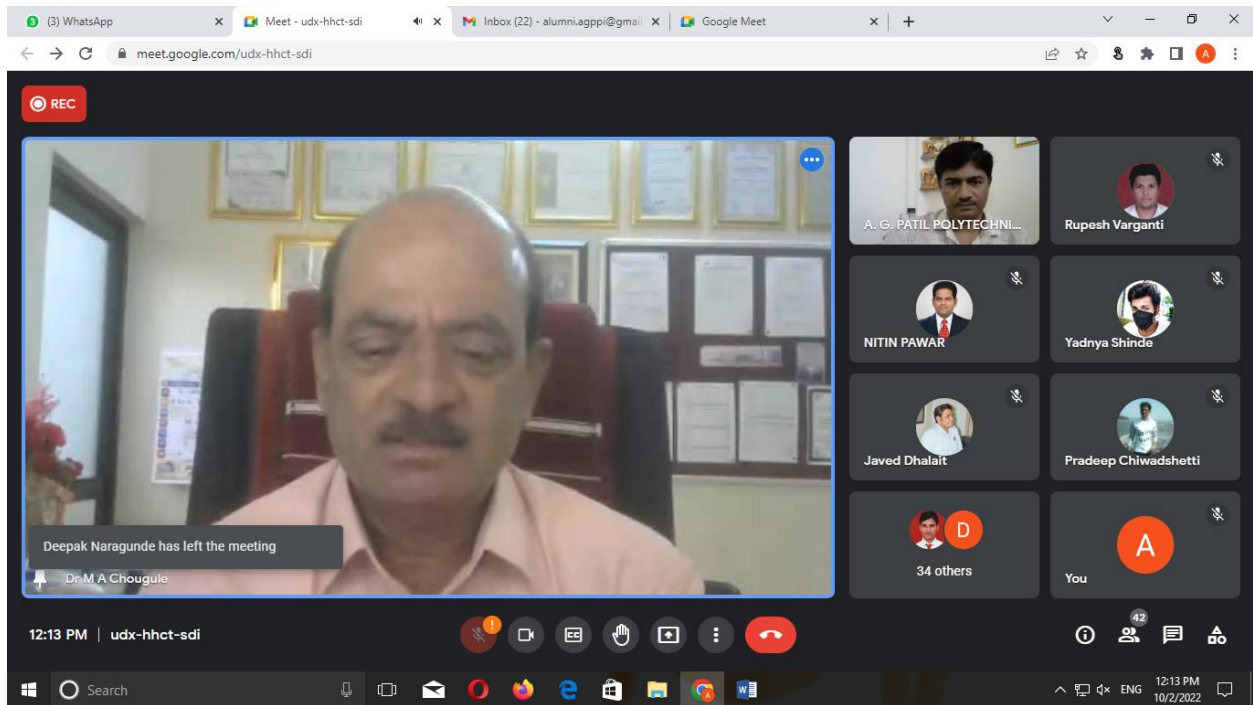 (3) WhatsApp
Meet - udx-hhct-sdi
Inbox (22) - alumni.agppi@gmail
Google Meet
meet.google.com/udx-hhct-sdi
A
REC
A. G. PATIL POLYTECHNI...
Rupesh Varganti
NITIN PAWAR
Yadnya Shinde
Javed Dhalait
Pradeep Chiwadshetti
Deepak Naragunde has left the meeting
Dr M A Chougule
D
34 others
A
You
12:13 PM | udx-hhct-sdi
CC
42
Search
ENG
12:13 PM
10/2/2022